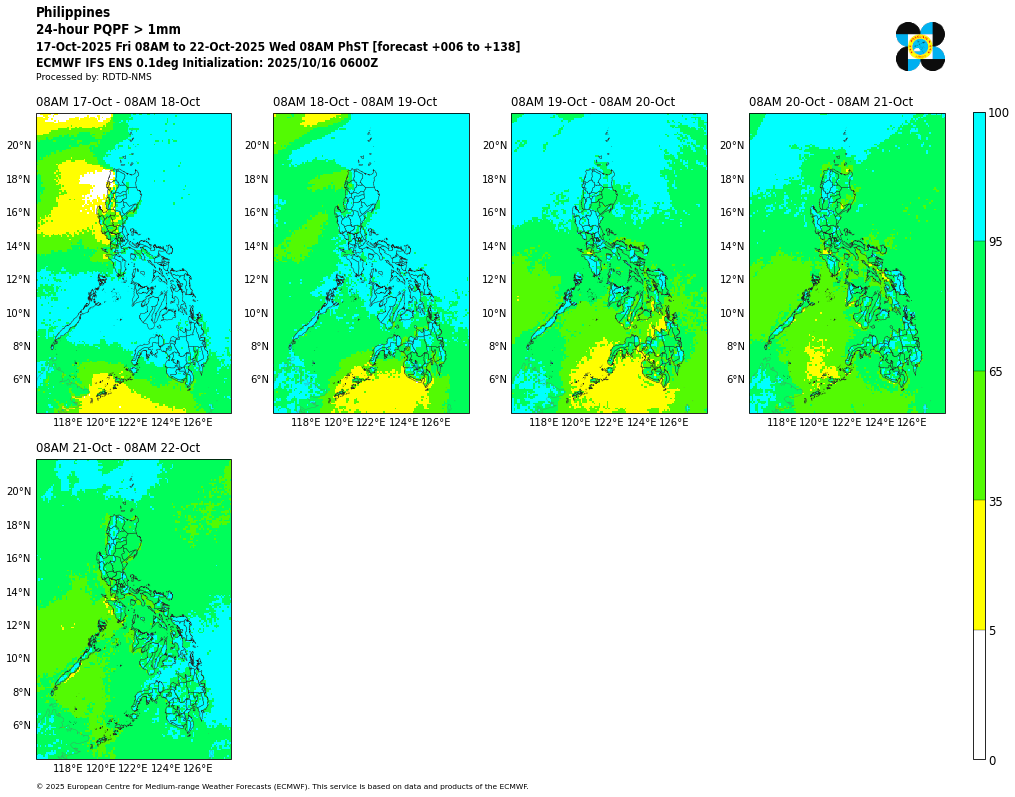 Philippines
24-hour PQPF > 1mm
17-Oct-2025 Fri 08AM to 22-Oct-2025 Wed 08AM PhST [forecast +006 to +138]
ECMWF IFS ENS 0.1deg Initialization: 2025/10/16 0600Z
Processed by: RDTD-NMS
08AM 17-Oct - 08AM 18-Oct
08AM 18-Oct - 08AM 19-Oct
08AM 19-Oct - 08AM 20-Oct
08AM 20-Oct - 08AM 21-Oct
20°N
18°N
16°N
14°N
12°N
10°N
8°N
6°N
118°E 120°E 122°E 124°E 126°E
20°N
18°N
16°N
14°N
12°N
10°N
8°N
6°N
118°E 120°E 122°E 124°E 126°E
20°N
18°N
16°N
14°N
12°N
10°N
8°N
6°N
118°E 120°E 122°E 124°E 126°E
20°N
18°N
16°N
14°N
12°N
10°N
8°N
6°N
118°E 120°E 122°E 124°E 126°E
100
95
65
35
5
0
08AM 21-Oct - 08AM 22-Oct
20°N
18°N
16°N
14°N
12°N
10°N
8°N
6°N
118°E 120°E 122°E 124°E 126°E
© 2025 European Centre for Medium-range Weather Forecasts (ECMWF). This service is based on data and products of the ECMWF.